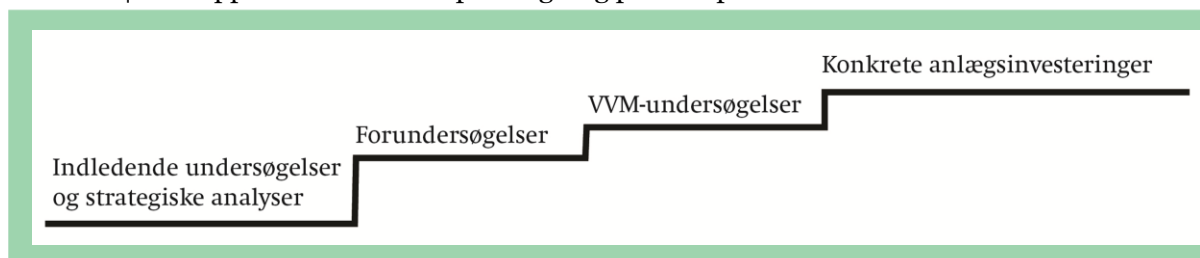 Indledende undersøgelser
og strategiske analyser
Forundersøgelser
VVM-undersøgelser
Konkrete anlægsinvesteringer